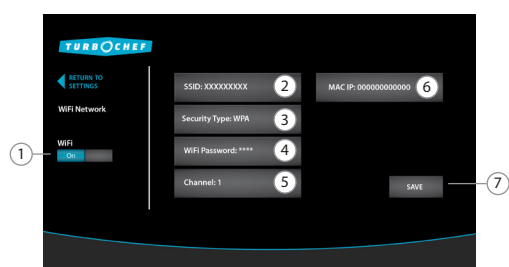 TURBOCHEF
RETURN TO
SETTINGS
WiFi Network
WiFi
1
On
SSID: XXXXXXXXX
2
Security Type: WPA
3
WiFi Password: ****
4
Channel: 1
5
MAC IP: 000000000000
6
SAVE
7